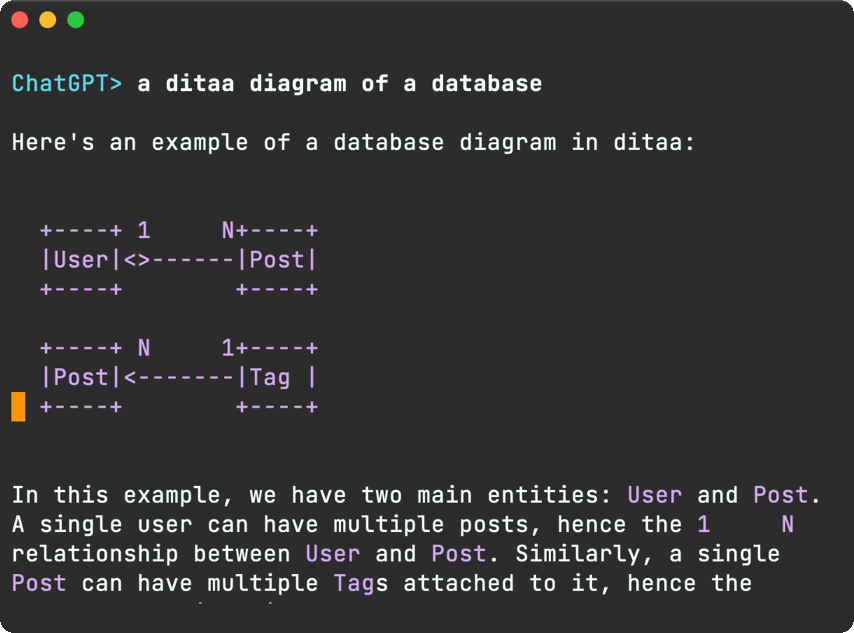 ChatGPT> a ditaa diagram of a database
Here's an example of a database diagram in ditaa:
  +----+ 1     N+----+
  |User|<>------|Post|
  +----+        +----+
  +----+ N     1+----+
  |Post|<-------|Tag |
  +----+        +----+
In this example, we have two main entities: User and Post.
A single user can have multiple posts, hence the 1     N
relationship between User and Post. Similarly, a single
Post can have multiple Tags attached to it, hence the